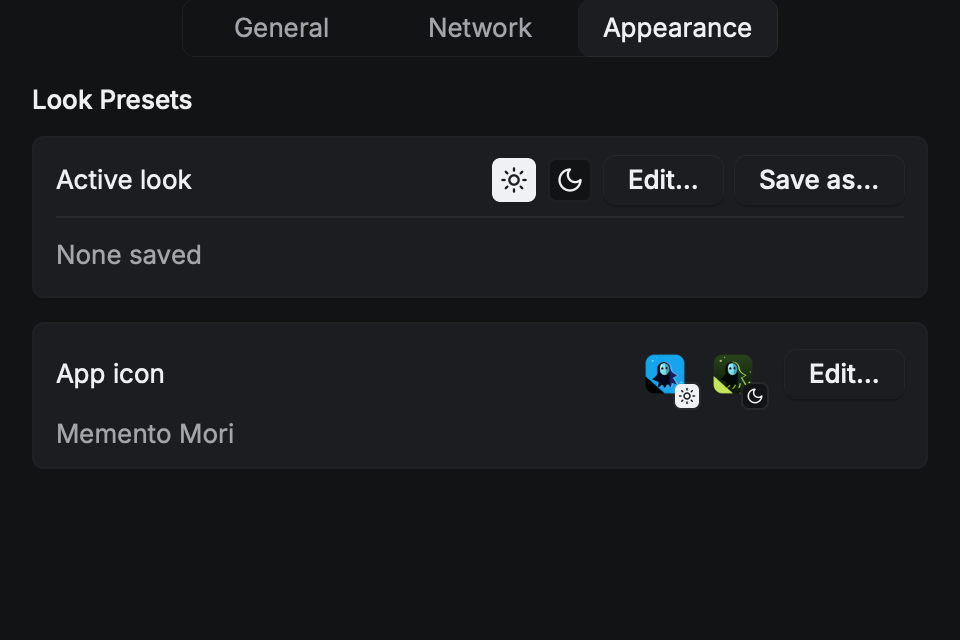 General
Network
Appearance
Look Presets
Active look
Edit...
Save as...
None saved
App icon
Edit...
Memento Mori